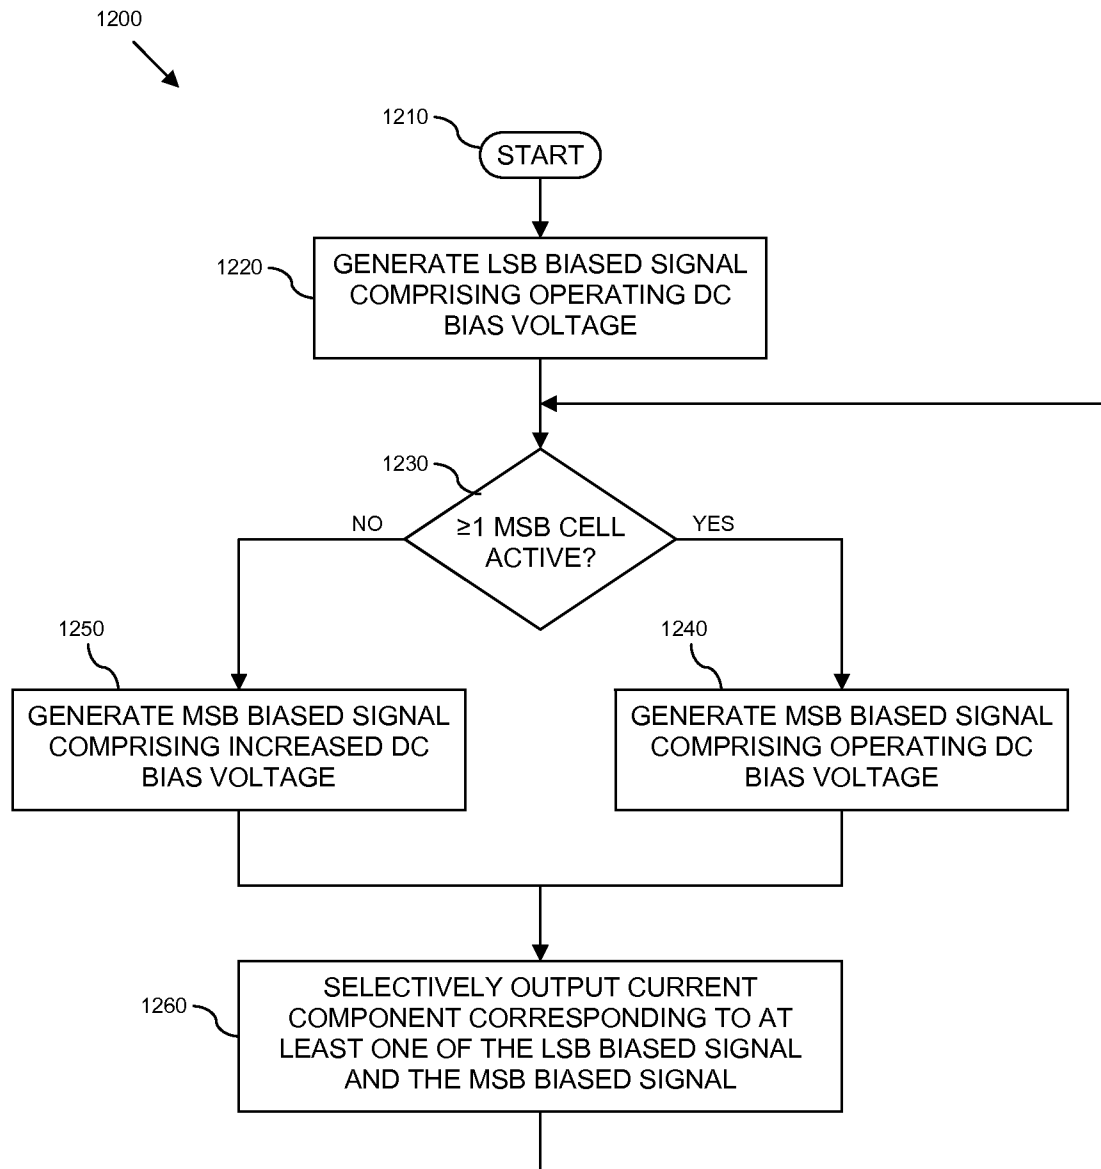 1200
1210
START
1220
GENERATE LSB BIASED SIGNAL
COMPRISING OPERATING DC
BIAS VOLTAGE
1230
≥1 MSB CELL
ACTIVE?
NO
YES
1250
GENERATE MSB BIASED SIGNAL
COMPRISING INCREASED DC
BIAS VOLTAGE
1240
GENERATE MSB BIASED SIGNAL
COMPRISING OPERATING DC
BIAS VOLTAGE
1260
SELECTIVELY OUTPUT CURRENT
COMPONENT CORRESPONDING TO AT
LEAST ONE OF THE LSB BIASED SIGNAL
AND THE MSB BIASED SIGNAL